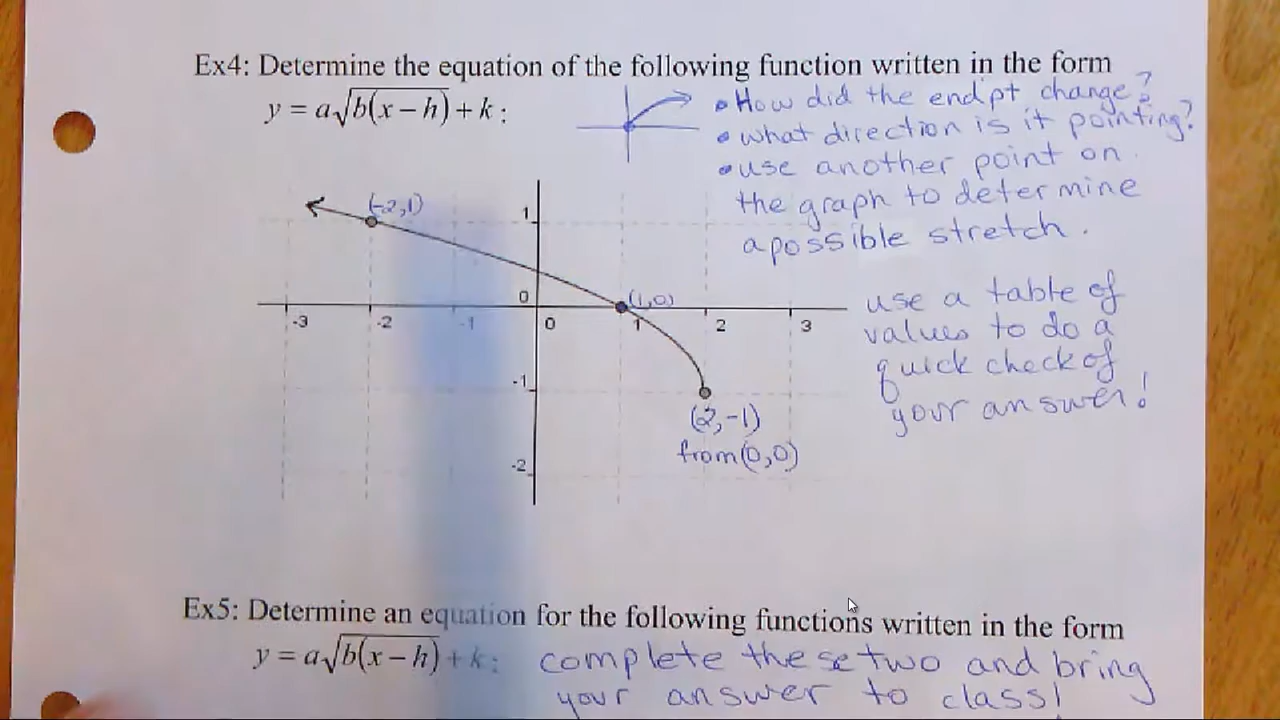 Ex4: Determine the equation of the following function written in the form
y = a√b(x − h) + k :
• How did the endpt change?
• what direction is it pointing?
• use another point on
the graph to determine
a possible stretch.
(-2,1)
1
0
(1,0)
-3 -2 -1 0 1 2 3
-1
(2,-1)
from (0,0)
-2
use a table of
values to do a
quick check of
your answer!
Ex5: Determine an equation for the following functions written in the form
y = a√b(x − h) + k :
complete these two and bring
your answer to class!